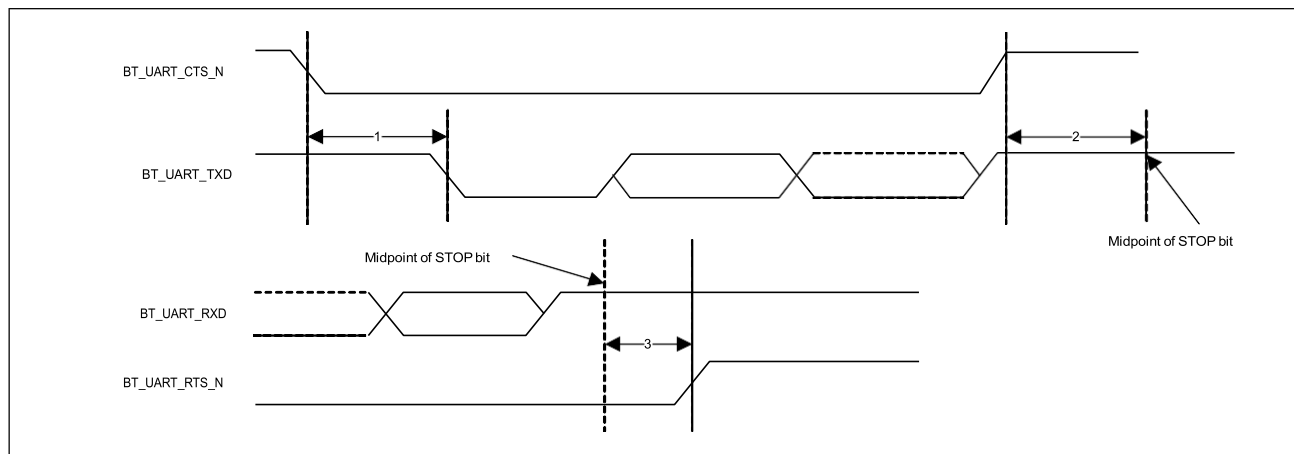 BT_UART_CTS_N
1
2
BT_UART_TXD
Midpoint of STOP bit
Midpoint of STOP bit
BT_UART_RXD
3
BT_UART_RTS_N